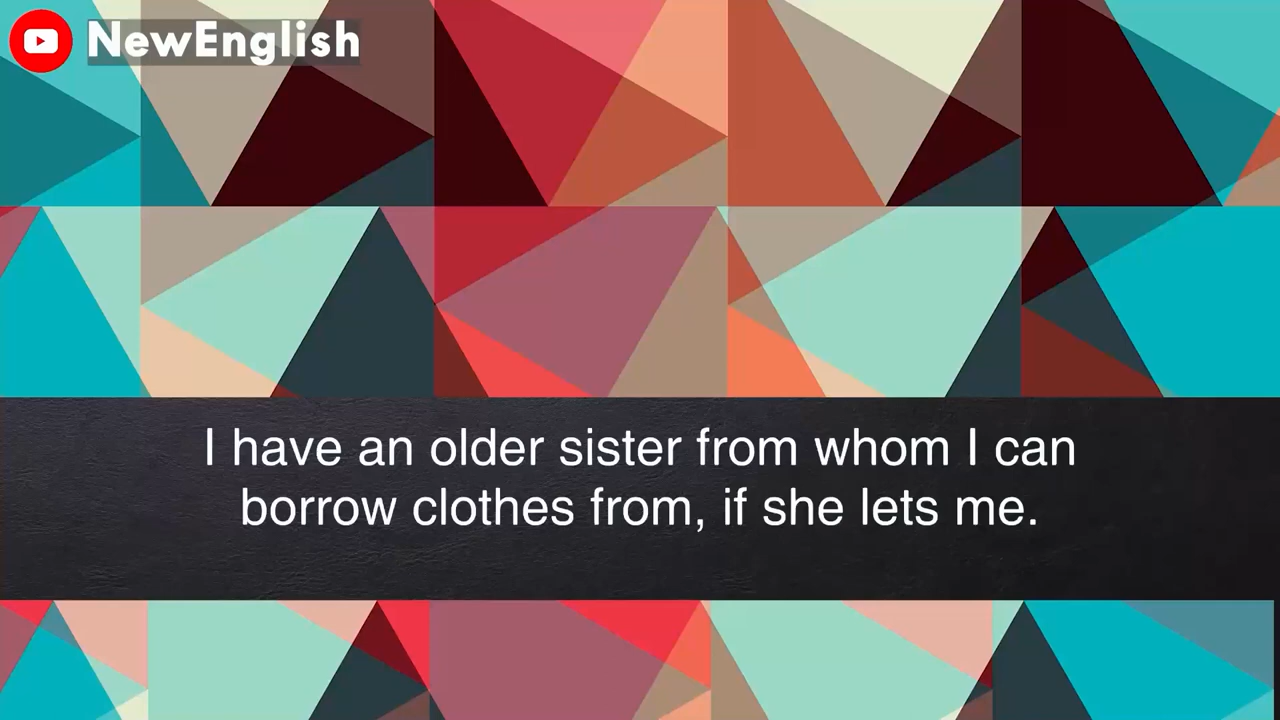 NewEnglish
I have an older sister from whom I can
borrow clothes from, if she lets me.